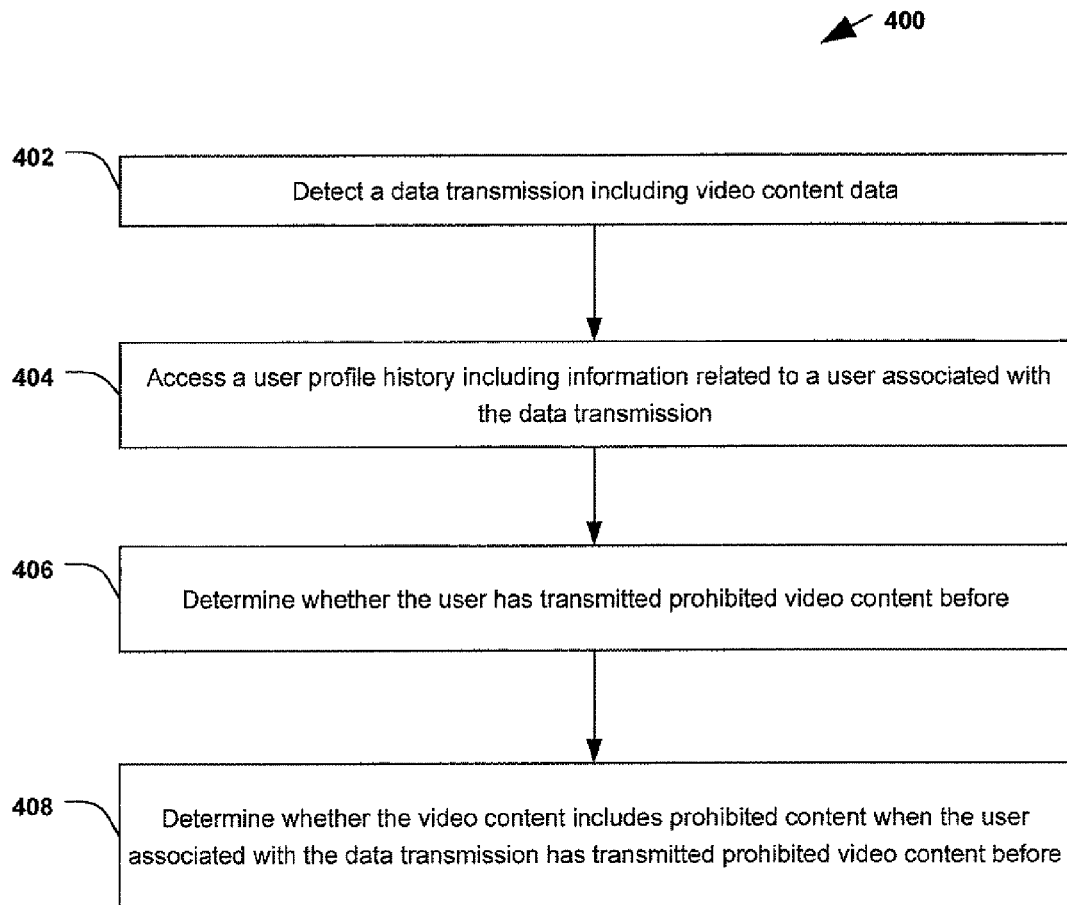 400
402
Detect a data transmission including video content data
404
Access a user profile history including information related to a user associated with
the data transmission
406
Determine whether the user has transmitted prohibited video content before
408
Determine whether the video content includes prohibited content when the user
associated with the data transmission has transmitted prohibited video content before